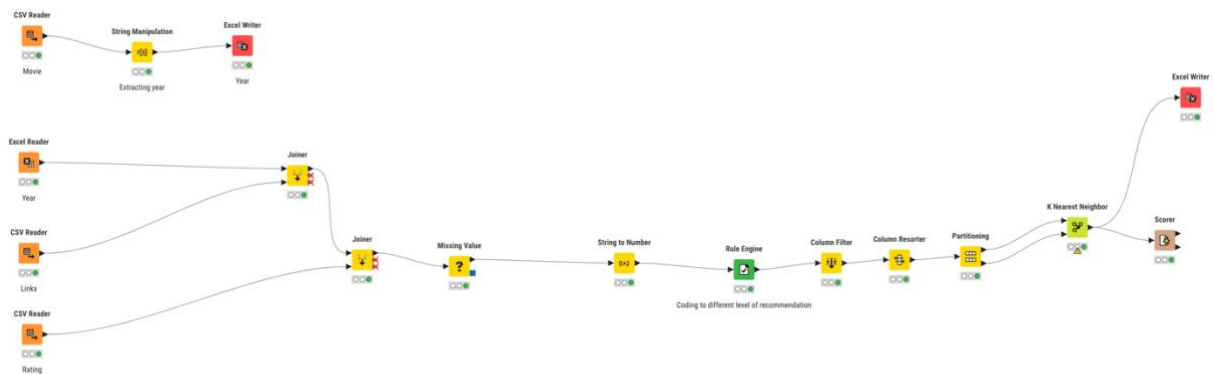 CSV Reader
Movie
String Manipulation
Extracting year
Excel Writer
Year
Excel Writer
Excel Reader
Year
Joiner
CSV Reader
Links
Joiner
Missing Value
?
String to Number
S▸2
Rule Engine
Coding to different level of recommendation
Column Filter
Column Resorter
Partitioning
K Nearest Neighbor
Scorer
CSV Reader
Rating